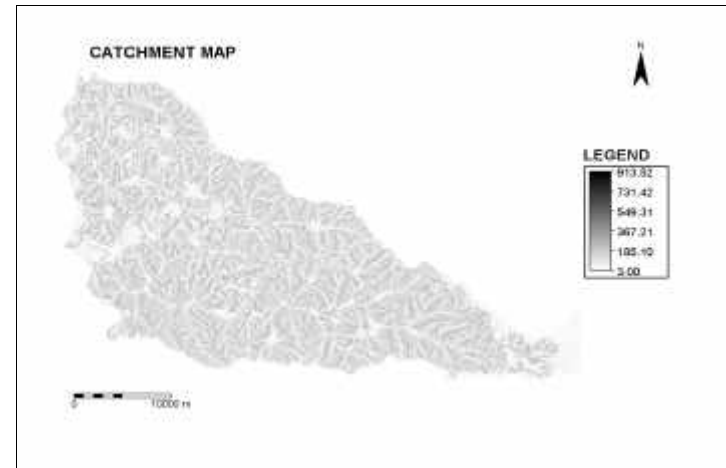 CATCHMENT MAP
N
LEGEND
913.52
731.42
549.31
367.21
185.10
3.00
0 10000 m